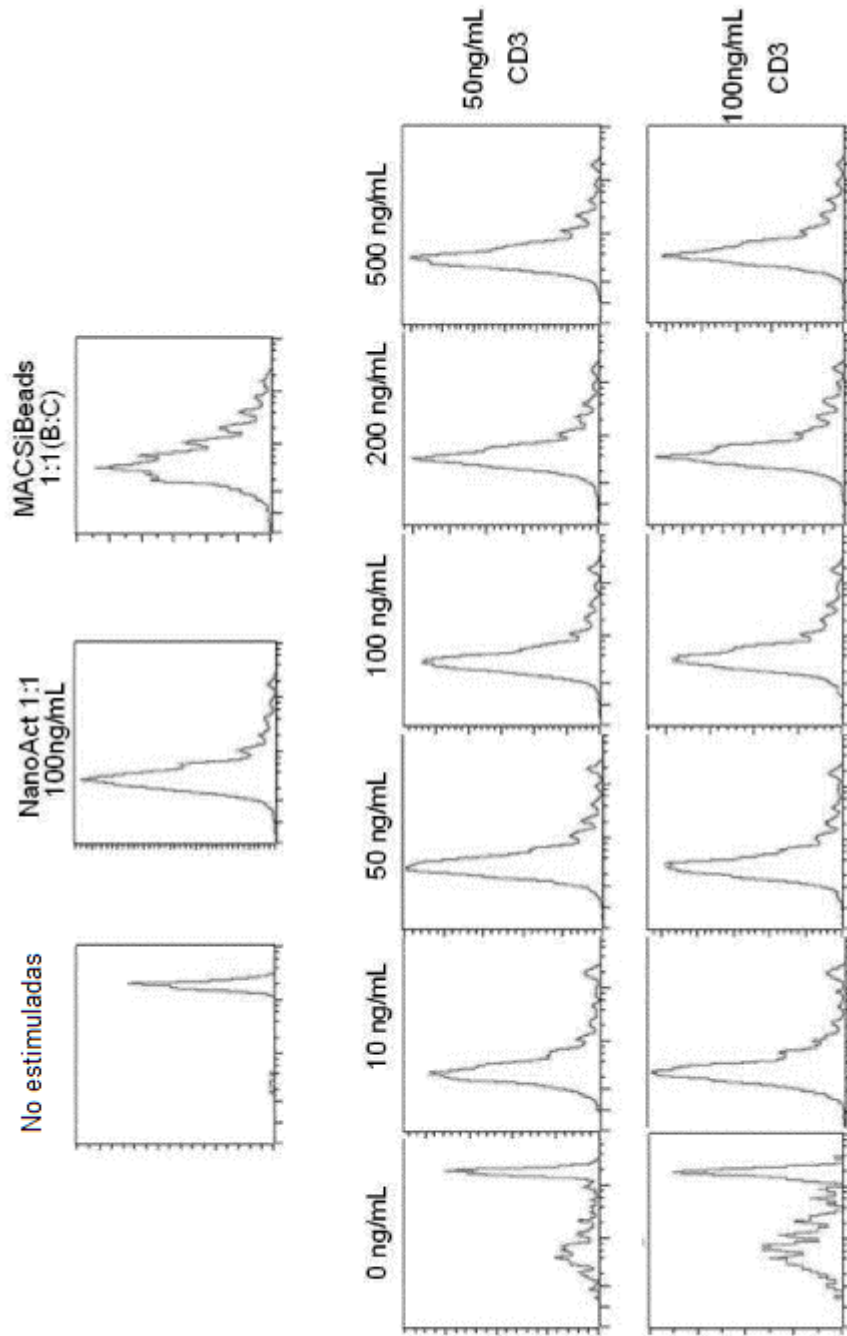 No estimuladas
NanoAct 1:1
100ng/mL
MACSiBeads
1:1(B:C)
0 ng/mL
10 ng/mL
50 ng/mL
100 ng/mL
200 ng/mL
500 ng/mL
50ng/mL
CD3
100ng/mL
CD3